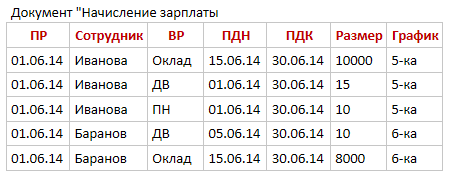 Документ "Начисление зарплаты
ПР Сотрудник ВР ПДН ПДК Размер График
01.06.14 Иванова Оклад 15.06.14 30.06.14 10000 5-ка
01.06.14 Иванова ДВ 01.06.14 30.06.14 15 5-ка
01.06.14 Иванова ПН 01.06.14 30.06.14 10 5-ка
01.06.14 Баранов ДВ 05.06.14 30.06.14 10 6-ка
01.06.14 Баранов Оклад 15.06.14 30.06.14 8000 6-ка